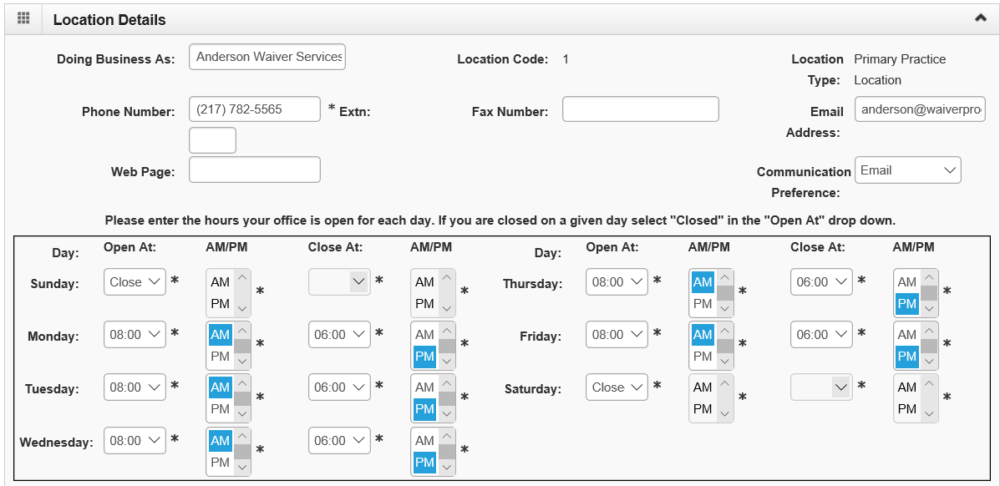 Location Details
Doing Business As: Anderson Waiver Services Location Code: 1 Location Type: Primary Practice Location
Phone Number: (217) 782-5565 * Extn: Fax Number: Email Address: anderson@waiverpro
Web Page: Communication Preference: Email
Please enter the hours your office is open for each day. If you are closed on a given day select "Closed" in the "Open At" drop down.
Day: Open At: AM/PM Close At: AM/PM Day: Open At: AM/PM Close At: AM/PM
Sunday: Close * AM PM * * AM PM * Thursday: 08:00 * AM PM * 06:00 * AM PM *
Monday: 08:00 * AM PM * 06:00 * AM PM * Friday: 08:00 * AM PM * 06:00 * AM PM *
Tuesday: 08:00 * AM PM * 06:00 * AM PM * Saturday: Close * AM PM * * AM PM *
Wednesday: 08:00 * AM PM * 06:00 * AM PM *